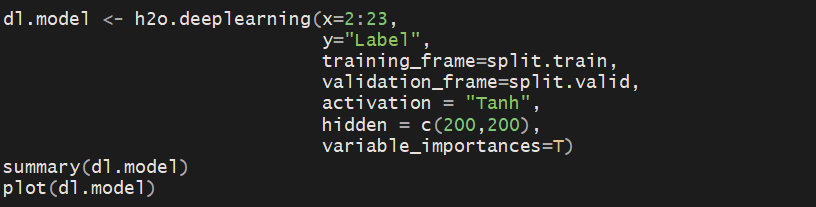 dl.model <- h2o.deeplearning(x=2:23,
                             y="Label",
                             training_frame=split.train,
                             validation_frame=split.valid,
                             activation = "Tanh",
                             hidden = c(200,200),
                             variable_importances=T)
summary(dl.model)
plot(dl.model)